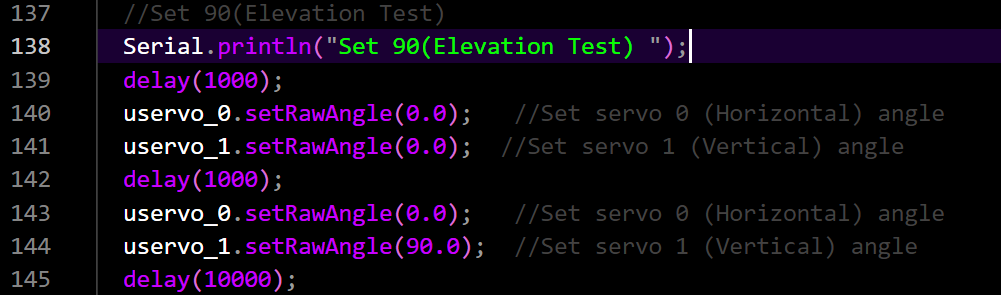 137 //Set 90(Elevation Test)
138 Serial.println("Set 90(Elevation Test) ");
139 delay(1000);
140 uservo_0.setRawAngle(0.0);   //Set servo 0 (Horizontal) angle
141 uservo_1.setRawAngle(0.0);  //Set servo 1 (Vertical) angle
142 delay(1000);
143 uservo_0.setRawAngle(0.0);   //Set servo 0 (Horizontal) angle
144 uservo_1.setRawAngle(90.0);  //Set servo 1 (Vertical) angle
145 delay(10000);